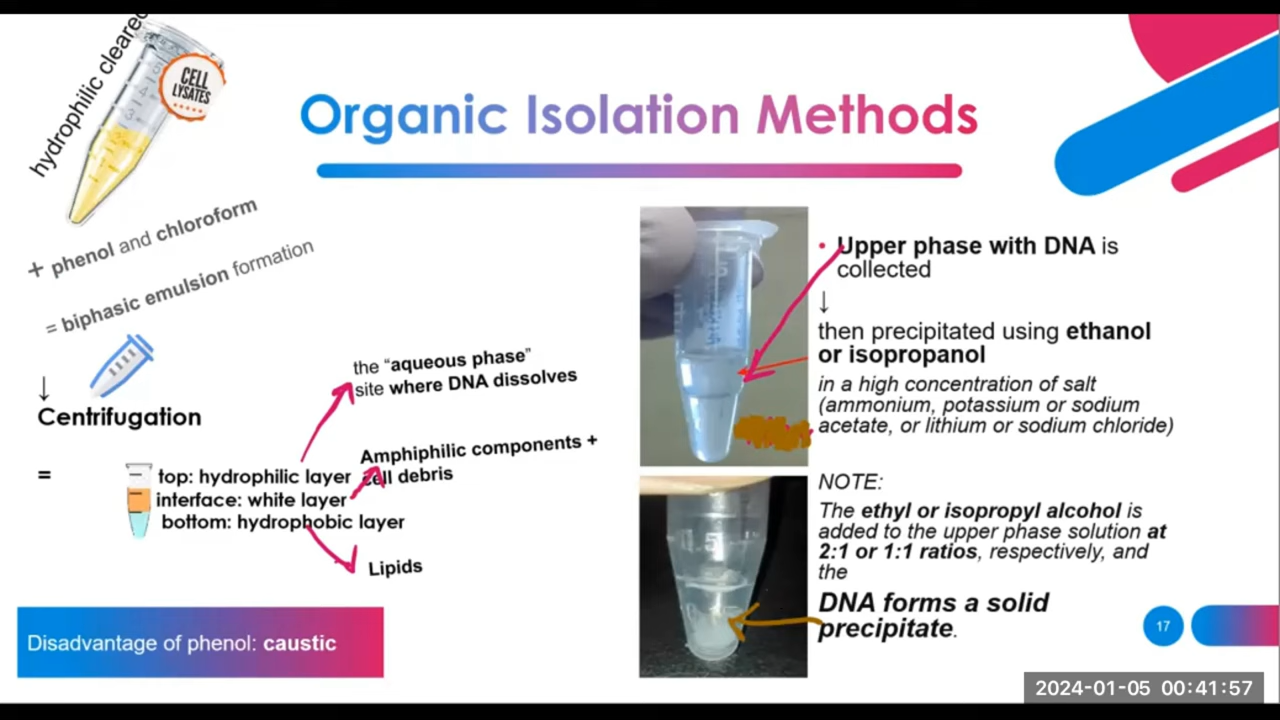 hydrophilic cleared
CELL
LYSATES
Organic Isolation Methods
+ phenol and chloroform
= biphasic emulsion formation
↓
Centrifugation
=
top: hydrophilic layer
interface: white layer
bottom: hydrophobic layer
the “aqueous phase”
site where DNA dissolves
Amphiphilic components +
cell debris
Lipids
Disadvantage of phenol: caustic
• Upper phase with DNA is
collected
↓
then precipitated using ethanol
or isopropanol
in a high concentration of salt
(ammonium, potassium or sodium
acetate, or lithium or sodium chloride)
NOTE:
The ethyl or isopropyl alcohol is
added to the upper phase solution at
2:1 or 1:1 ratios, respectively, and
the
DNA forms a solid
precipitate.
17
2024-01-05 00:41:57